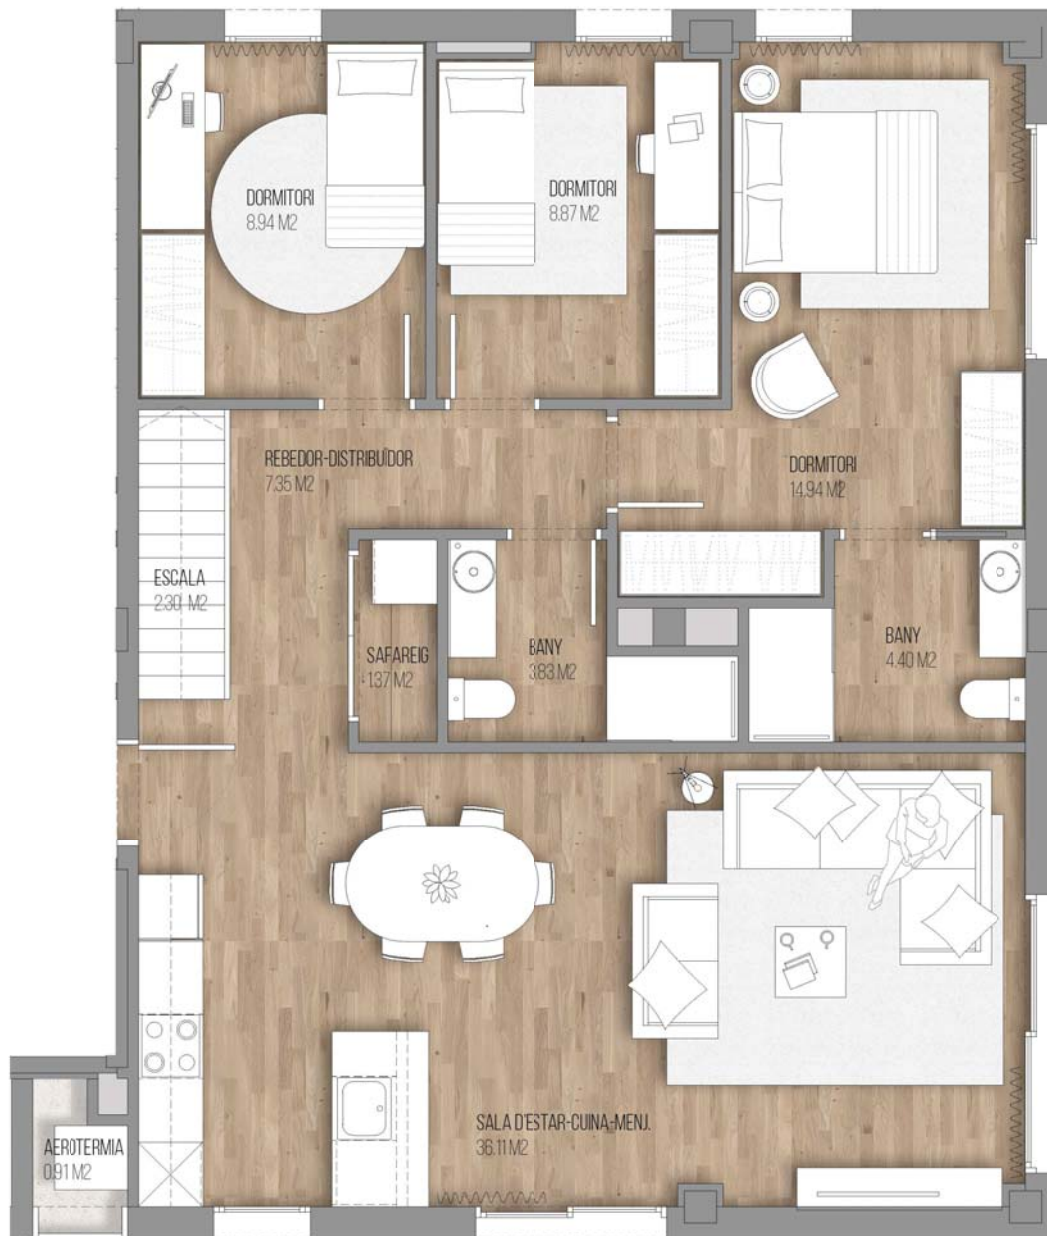 DORMITORI
8.94 M2
DORMITORI
8.87 M2
REBEDOR-DISTRIBUÏDOR
7.35 M2
DORMITORI
14.94 M2
ESCALA
2.30 M2
SAFAREIG
1.37 M2
BANY
3.83 M2
BANY
4.40 M2
SALA D'ESTAR-CUINA-MENJ.
36.11 M2
AEROTERMIA
0.91 M2